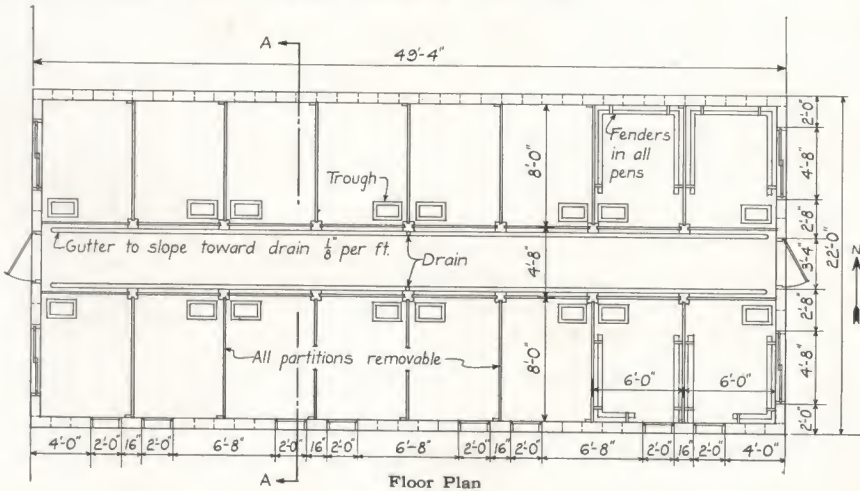 A
49'-4"
Fenders
in all
pens
8'-0"
2'-0"
4'-8"
2'-8"
3'-4"
2'-8"
4'-8"
2'-0"
22'-0"
N
Trough
Gutter to slope toward drain 1/8" per ft.
Drain
4'-8"
All partitions removable
8'-0"
6'-0"
6'-0"
4'-0" 2'-0" 16" 2'-0" 6'-8" 2'-0" 16" 2'-0" 6'-8" 2'-0" 16" 2'-0" 6'-8" 2'-0" 16" 2'-0" 4'-0"
A
Floor Plan